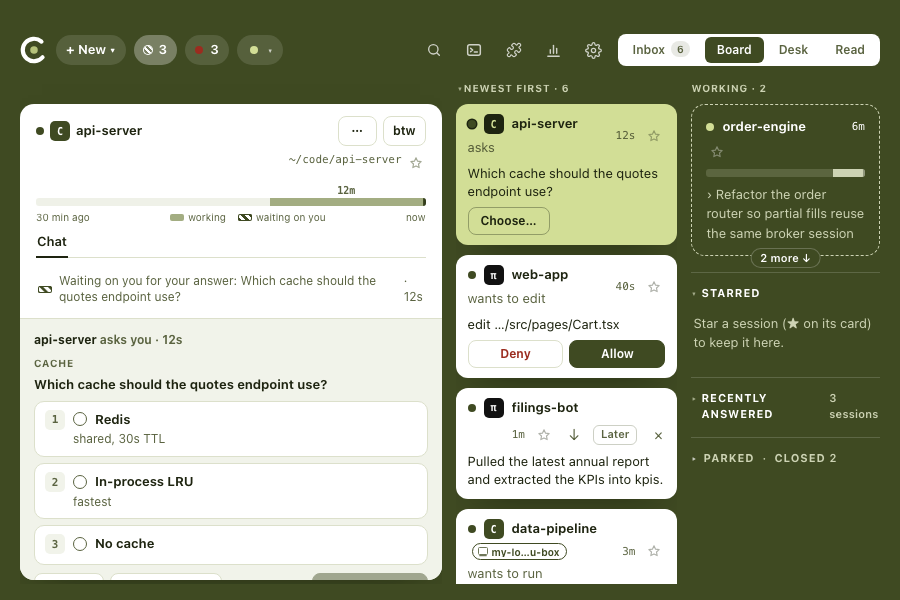 + New ▾
3
3
Inbox 6
Board
Desk
Read
C api-server
...
btw
~/code/api-server
12m
30 min ago
working
waiting on you
now
Chat
Waiting on you for your answer: Which cache should the
quotes endpoint use?
· 12s
api-server asks you · 12s
CACHE
Which cache should the quotes endpoint use?
1 Redis
shared, 30s TTL
2 In-process LRU
fastest
3 No cache
NEWEST FIRST · 6
C api-server
12s
asks
Which cache should the quotes
endpoint use?
Choose...
π web-app
40s
wants to edit
edit …/src/pages/Cart.tsx
Deny
Allow
π filings-bot
1m
Later
×
Pulled the latest annual report
and extracted the KPIs into kpis.
C data-pipeline
my-lo...u-box
3m
wants to run
WORKING · 2
order-engine
6m
› Refactor the order
router so partial fills reuse
the same broker session
2 more ↓
STARRED
Star a session (★ on its card)
to keep it here.
RECENTLY
ANSWERED
3
sessions
PARKED · CLOSED 2